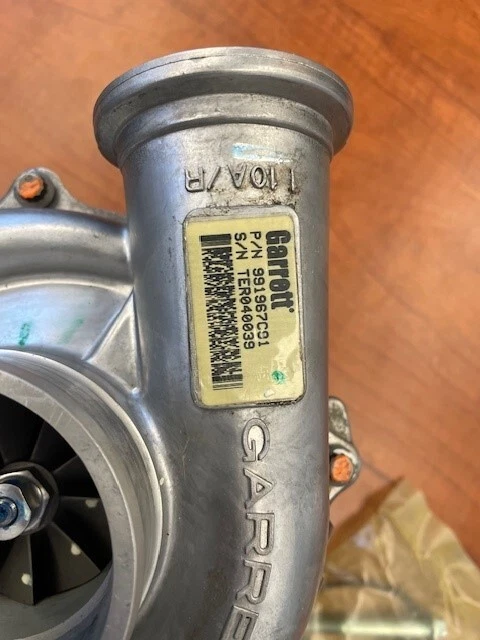 1.10A/R
Garrett
P/N 991967C91
S/N TER040039
GARRE